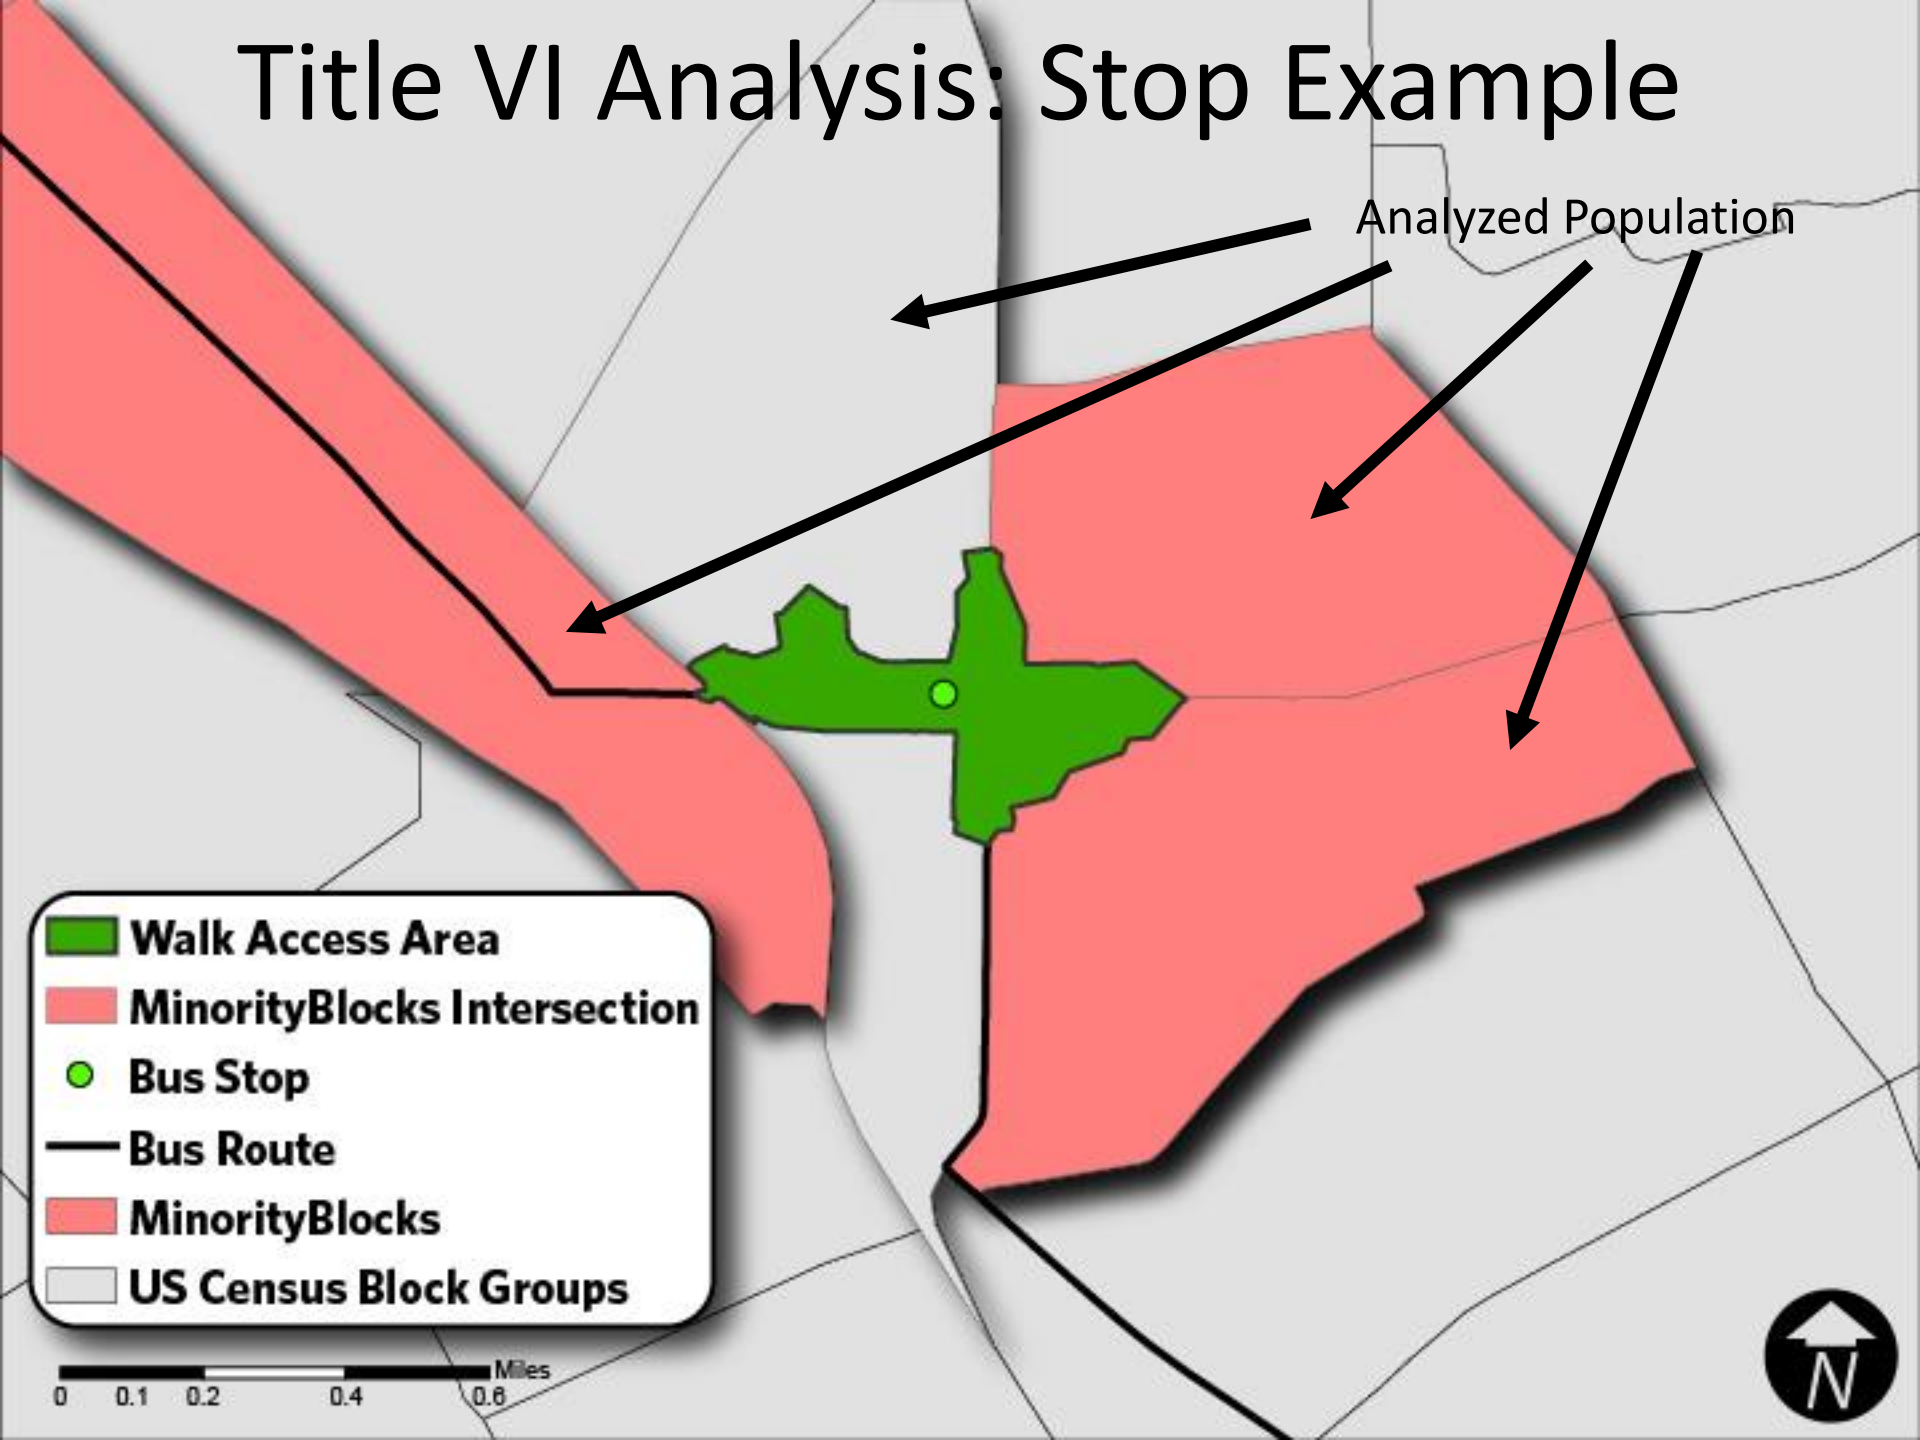 Title VI Analysis: Stop Example
Analyzed Population
Walk Access Area
MinorityBlocks Intersection
Bus Stop
Bus Route
MinorityBlocks
US Census Block Groups
Miles
0 0.1 0.2 0.4 0.6
N